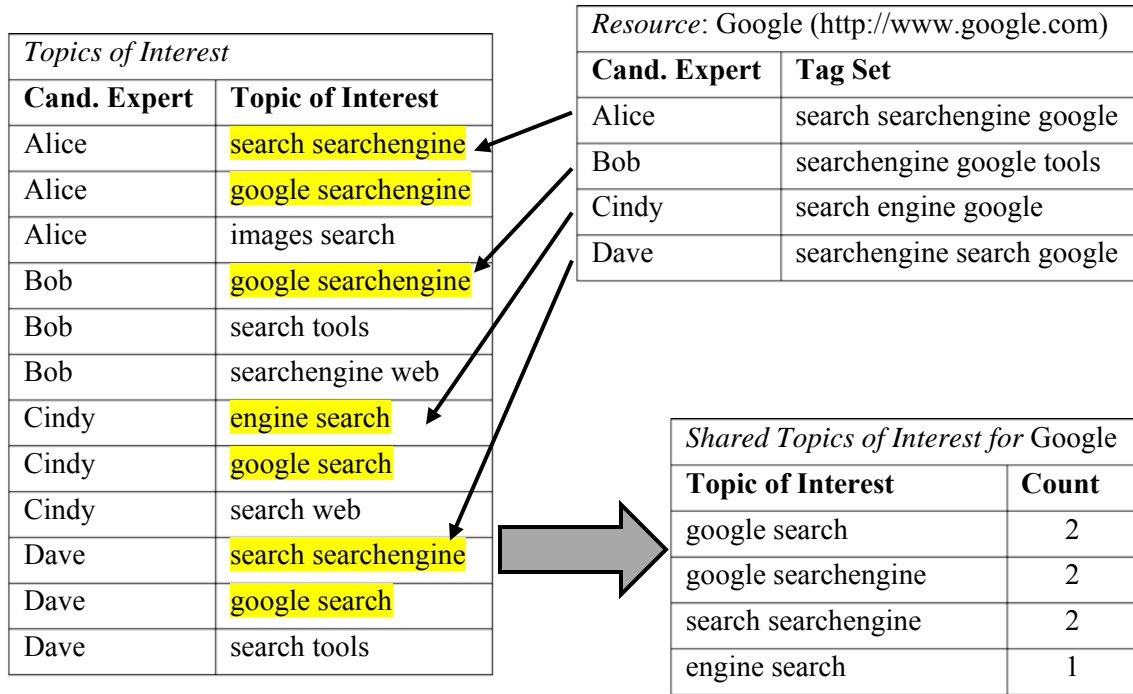 Topics of Interest
Cand. Expert Topic of Interest
Alice search searchengine
Alice google searchengine
Alice images search
Bob google searchengine
Bob search tools
Bob searchengine web
Cindy engine search
Cindy google search
Cindy search web
Dave search searchengine
Dave google search
Dave search tools
Resource: Google (http://www.google.com)
Cand. Expert Tag Set
Alice search searchengine google
Bob searchengine google tools
Cindy search engine google
Dave searchengine search google
Shared Topics of Interest for Google
Topic of Interest Count
google search 2
google searchengine 2
search searchengine 2
engine search 1